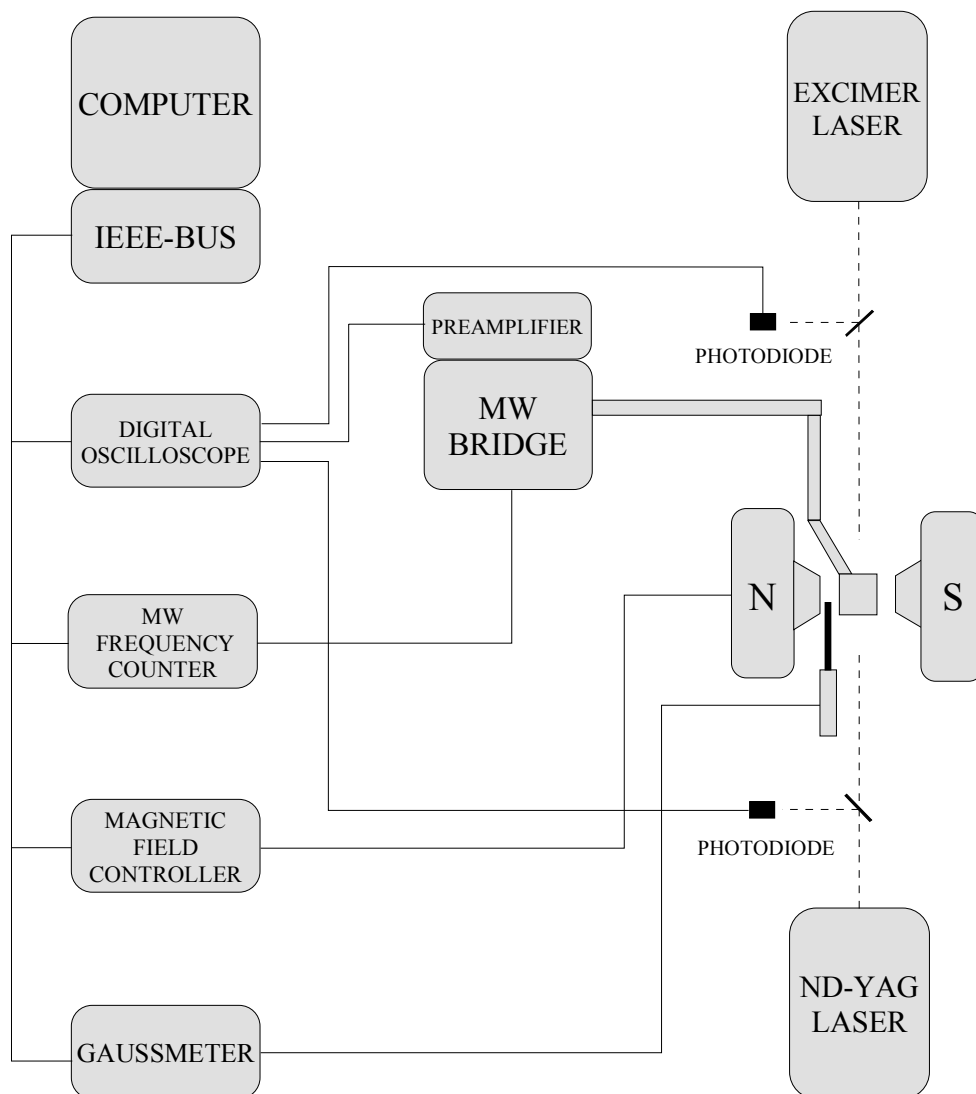 COMPUTER
IEEE-BUS
EXCIMER
LASER
PREAMPLIFIER
PHOTODIODE
MW
BRIDGE
DIGITAL
OSCILLOSCOPE
N
S
MW
FREQUENCY
COUNTER
MAGNETIC
FIELD
CONTROLLER
PHOTODIODE
ND-YAG
LASER
GAUSSMETER